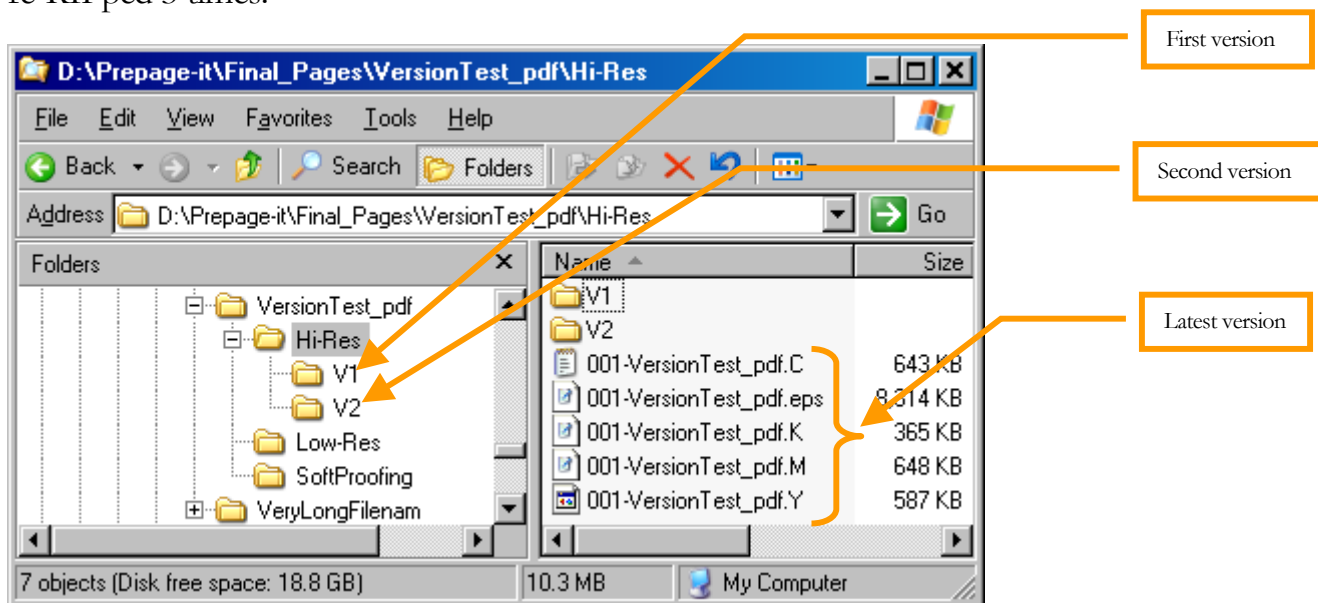 First version
D:\Prepage-it\Final_Pages\VersionTest_pdf\Hi-Res
File Edit View Favorites Tools Help
Back Search Folders
Second version
Address D:\Prepage-it\Final_Pages\VersionTest_pdf\Hi-Res Go
Folders Name Size
VersionTest_pdf V1
Hi-Res V2
V1 001-VersionTest_pdf.C 643 KB
V2 001-VersionTest_pdf.eps 8,314 KB
Low-Res 001-VersionTest_pdf.K 365 KB
SoftProofing 001-VersionTest_pdf.M 648 KB
VeryLongFilenam 001-VersionTest_pdf.Y 587 KB
Latest version
7 objects (Disk free space: 18.8 GB) 10.3 MB My Computer